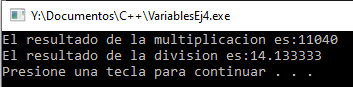 Y:\Documentos\C++\VariablesEj4.exe
El resultado de la multiplicacion es:11040
El resultado de la division es:14.133333
Presione una tecla para continuar . . .